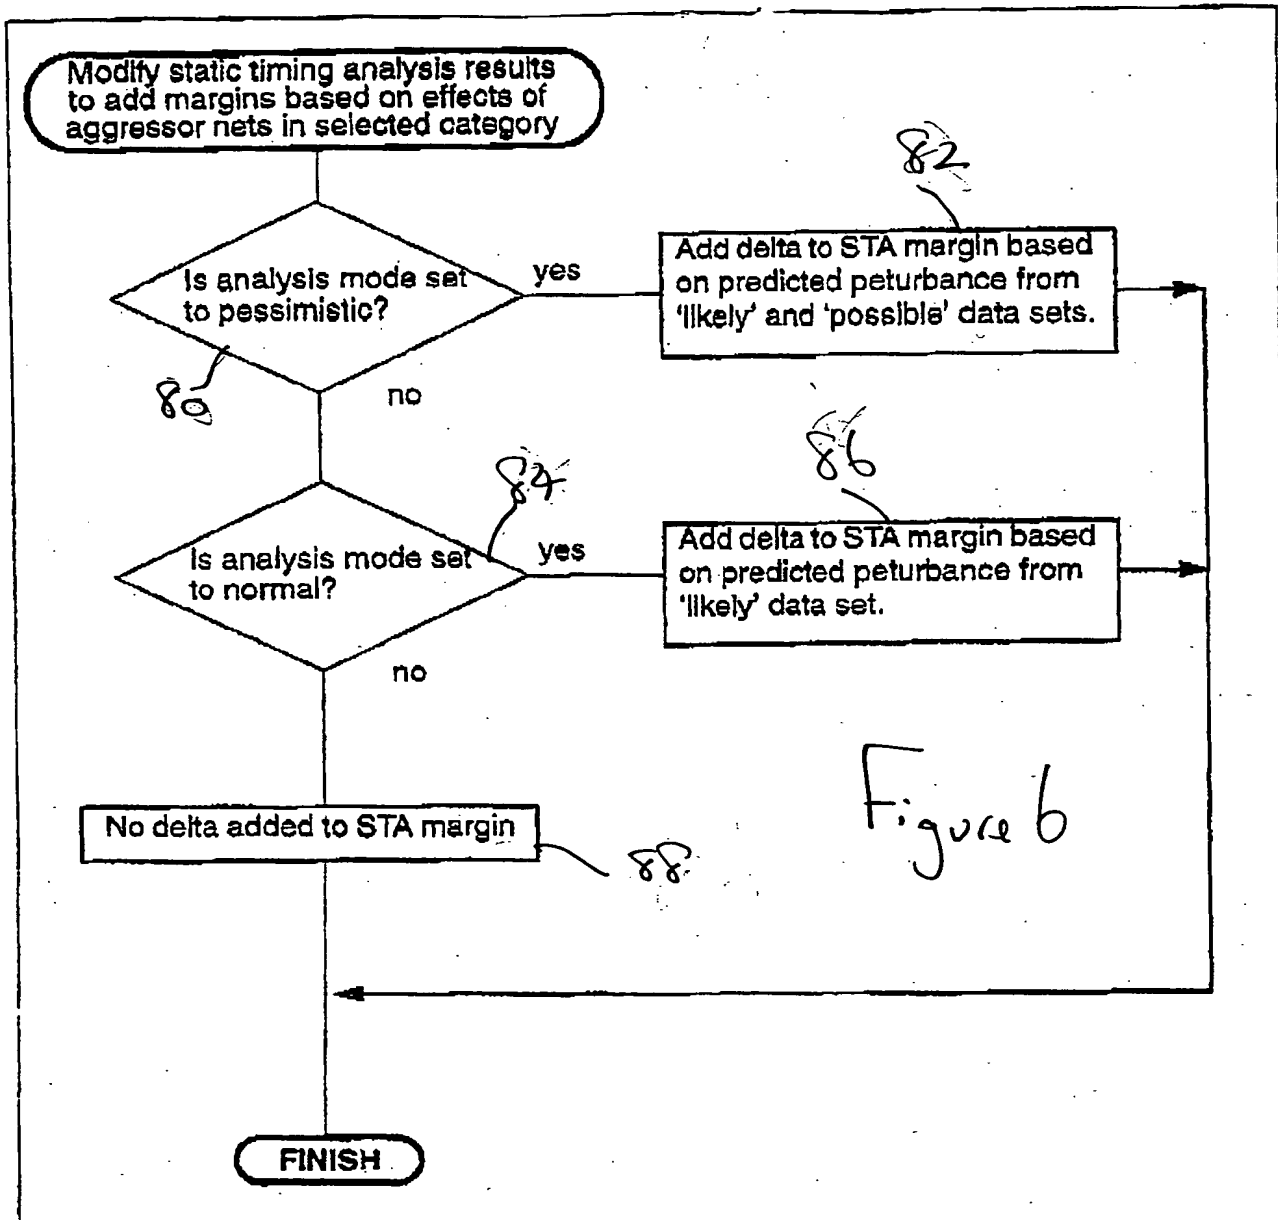 Modify static timing analysis results
to add margins based on effects of
aggressor nets in selected category
82
Is analysis mode set
to pessimistic?
yes
Add delta to STA margin based
on predicted peturbance from
'likely' and 'possible' data sets.
80
no
86
84
Is analysis mode set
to normal?
yes
Add delta to STA margin based
on predicted peturbance from
'likely' data set.
no
Figure 6
No delta added to STA margin
88
FINISH